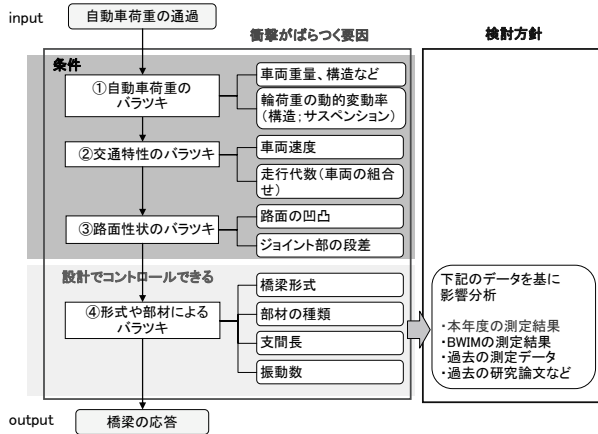 input
自動車荷重の通過
衝撃がばらつく要因
検討方針
条件
①自動車荷重の
バラツキ
車両重量、構造など
輪荷重の動的変動率
(構造;サスペンション)
②交通特性のバラツキ
車両速度
走行代数(車両の組合
せ)
③路面性状のバラツキ
路面の凹凸
ジョイント部の段差
設計でコントロールできる
④形式や部材による
バラツキ
橋梁形式
部材の種類
支間長
振動数
下記のデータを基に
影響分析
・本年度の測定結果
・BWIMの測定結果
・過去の測定データ
・過去の研究論文など
output
橋梁の応答